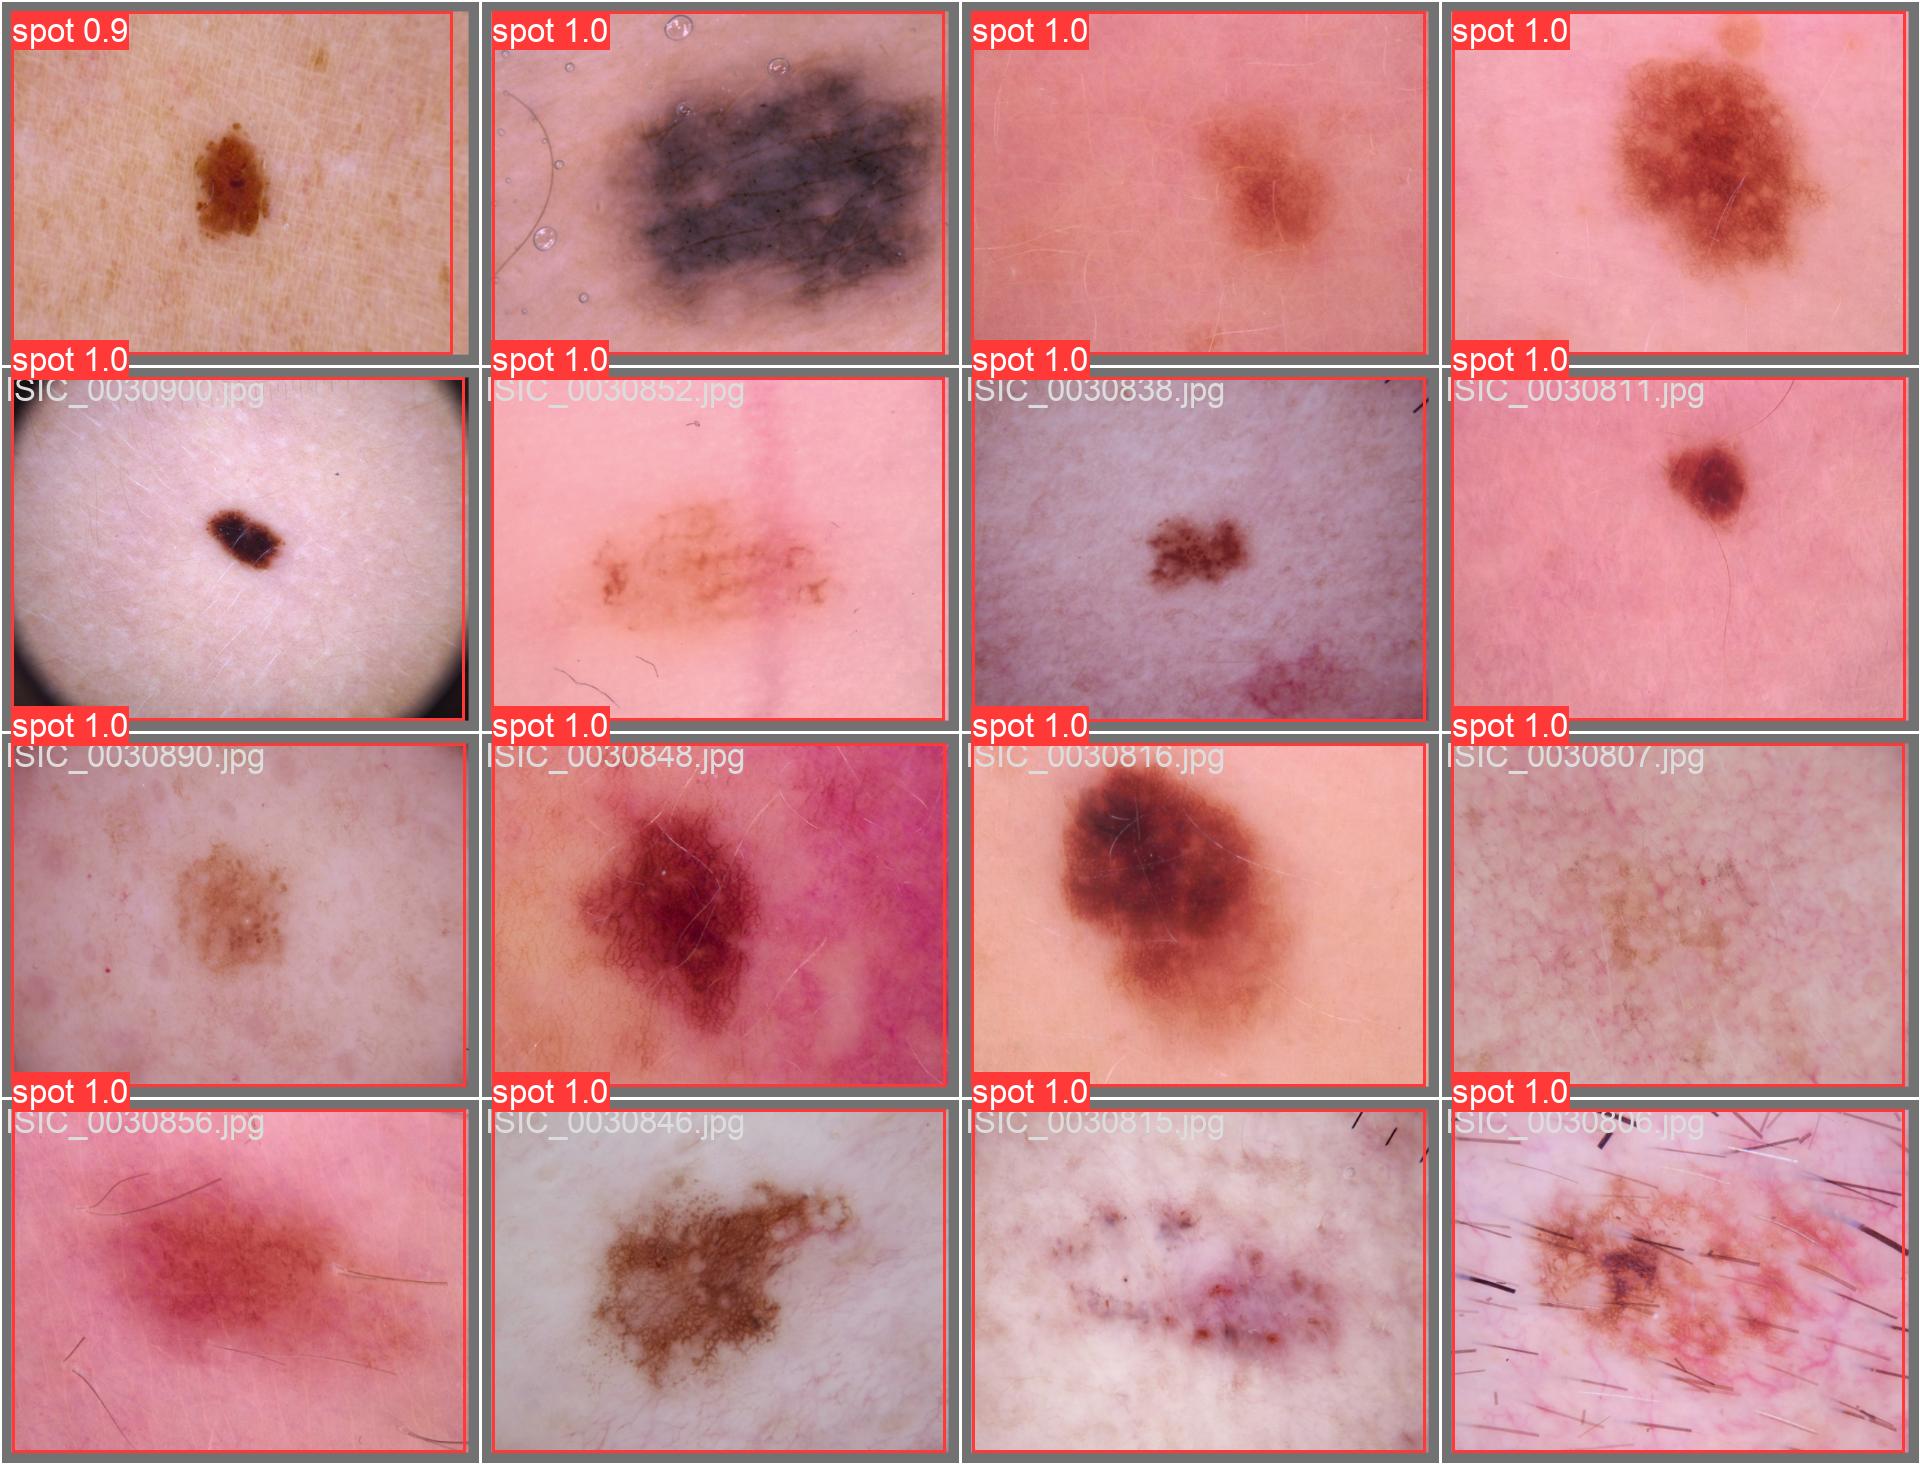 spot 0.9
spot 1.0
spot 1.0
spot 1.0
spot 1.0
spot 1.0
spot 1.0
spot 1.0
ISIC_0030900.jpg
ISIC_0030852.jpg
ISIC_0030838.jpg
ISIC_0030811.jpg
spot 1.0
spot 1.0
spot 1.0
spot 1.0
ISIC_0030890.jpg
ISIC_0030848.jpg
ISIC_0030816.jpg
ISIC_0030807.jpg
spot 1.0
spot 1.0
spot 1.0
spot 1.0
ISIC_0030856.jpg
ISIC_0030846.jpg
ISIC_0030815.jpg
ISIC_0030806.jpg